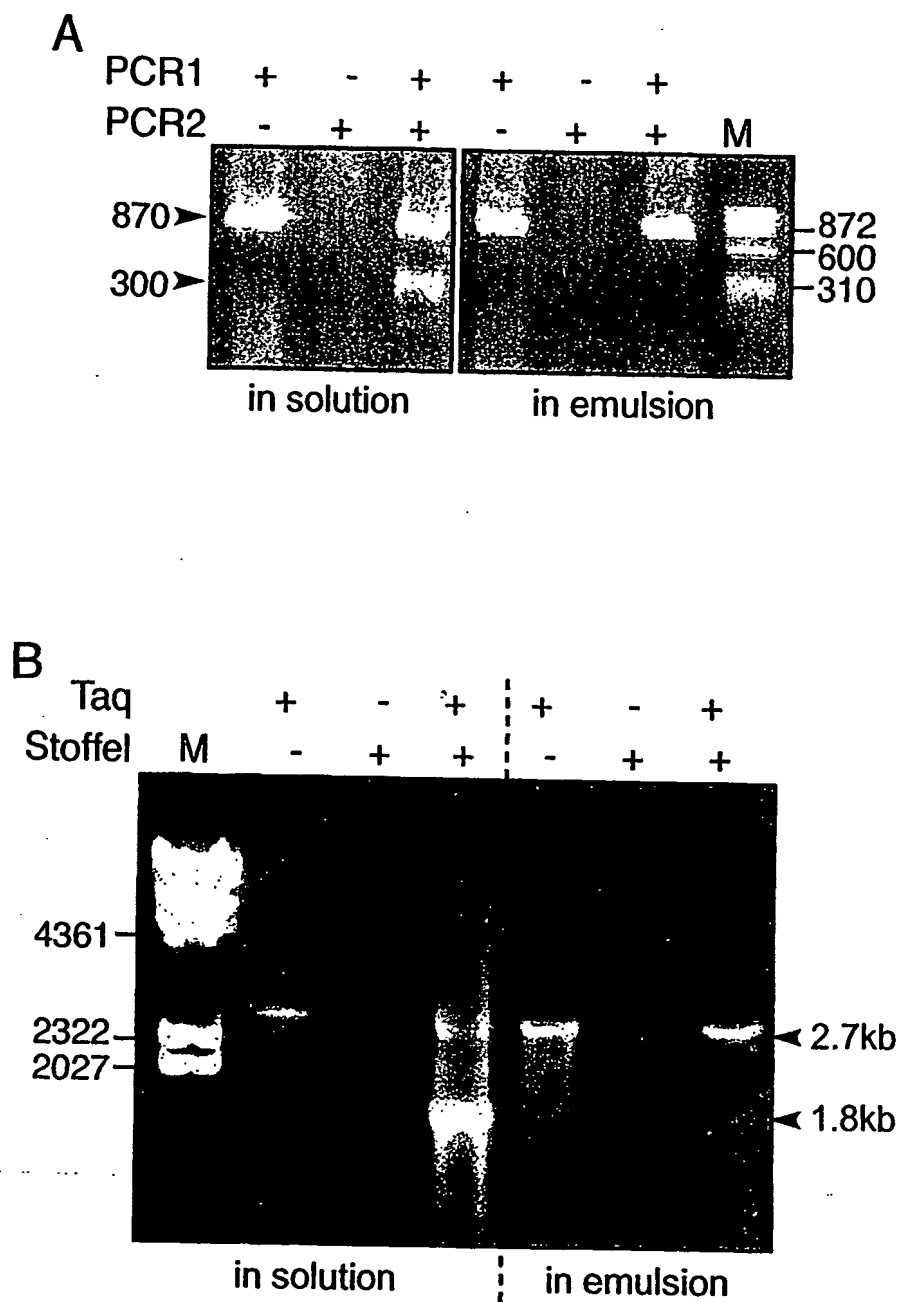 A
PCR1 + - + + - +
PCR2 - + + - + + M
870
300
872
600
310
in solution in emulsion
B
Taq + - + + - +
Stoffel M - + + - + +
4361
2322
2027
2.7kb
1.8kb
in solution in emulsion